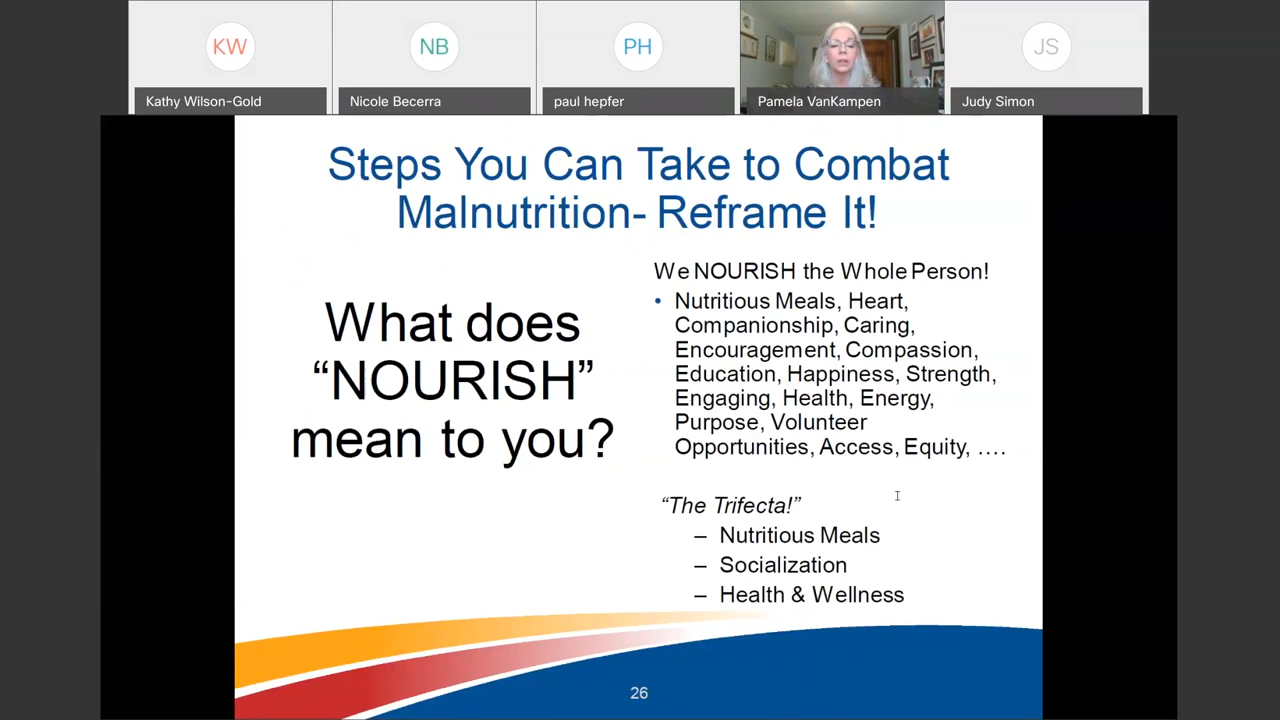 KW
NB
PH
JS
Kathy Wilson-Gold
Nicole Becerra
paul hepfer
Pamela VanKampen
Judy Simon
Steps You Can Take to Combat
Malnutrition- Reframe It!
What does
“NOURISH”
mean to you?
We NOURISH the Whole Person!
• Nutritious Meals, Heart,
Companionship, Caring,
Encouragement, Compassion,
Education, Happiness, Strength,
Engaging, Health, Energy,
Purpose, Volunteer
Opportunities, Access, Equity, ….
“The Trifecta!”
– Nutritious Meals
– Socialization
– Health & Wellness
26